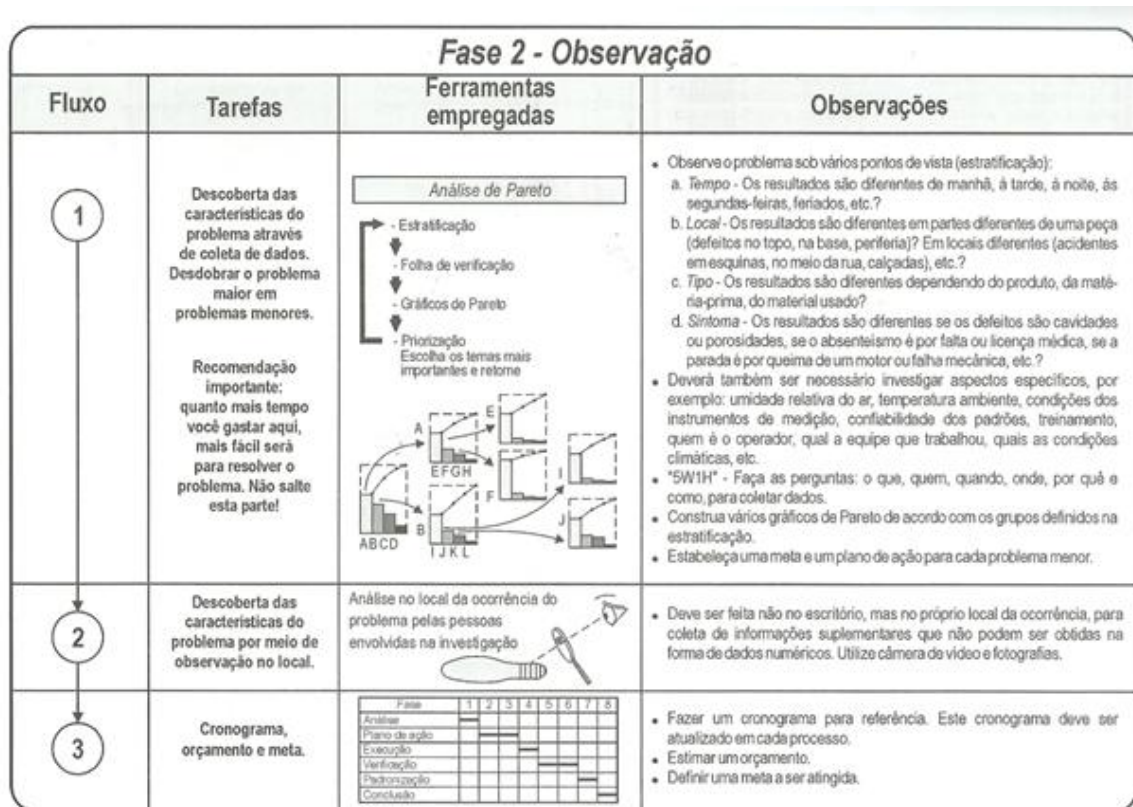 Fase 2 - Observação
Fluxo
Tarefas
Ferramentas
empregadas
Observações
1
Descoberta das
características do
problema através
de coleta de dados.
Desdobrar o problema
maior em
problemas menores.
Recomendação
importante:
quanto mais tempo
você gastar aqui,
mais fácil será
para resolver o
problema. Não salte
esta parte!
Análise de Pareto
- Estratificação
- Folha de verificação
- Gráficos de Pareto
- Priorização
Escolha os temas mais
importantes e retorne
A
E
E F G H
F
I
A B C D
B
I J K L
J
• Observe o problema sob vários pontos de vista (estratificação):
a. Tempo - Os resultados são diferentes de manhã, à tarde, à noite, às
segundas-feiras, feriados, etc.?
b. Local - Os resultados são diferentes em partes diferentes de uma peça
(defeitos no topo, na base, periferia)? Em locais diferentes (acidentes
em esquinas, no meio da rua, calçadas), etc.?
c. Tipo - Os resultados são diferentes dependendo do produto, da maté-
ria-prima, do material usado?
d. Sintoma - Os resultados são diferentes se os defeitos são cavidades
ou porosidades, se o absenteísmo é por falta ou licença médica, se a
parada é por queima de um motor ou falha mecânica, etc.?
• Deverá também ser necessário investigar aspectos específicos, por
exemplo: umidade relativa do ar, temperatura ambiente, condições dos
instrumentos de medição, confiabilidade dos padrões, treinamento,
quem é o operador, qual a equipe que trabalhou, quais as condições
climáticas, etc.
• "5W1H" - Faça as perguntas: o que, quem, quando, onde, por quê e
como, para coletar dados.
• Construa vários gráficos de Pareto de acordo com os grupos definidos na
estratificação.
• Estabeleça uma meta e um plano de ação para cada problema menor.
2
Descoberta das
características do
problema por meio de
observação no local.
Análise no local da ocorrência do
problema pelas pessoas
envolvidas na investigação
• Deve ser feita não no escritório, mas no próprio local da ocorrência, para
coleta de informações suplementares que não podem ser obtidas na
forma de dados numéricos. Utilize câmera de vídeo e fotografias.
3
Cronograma,
orçamento e meta.
Fase 1 2 3 4 5 6 7 8
Análise
Plano de ação
Execução
Verificação
Padronização
Conclusão
• Fazer um cronograma para referência. Este cronograma deve ser
atualizado em cada processo.
• Estimar um orçamento.
• Definir uma meta a ser atingida.